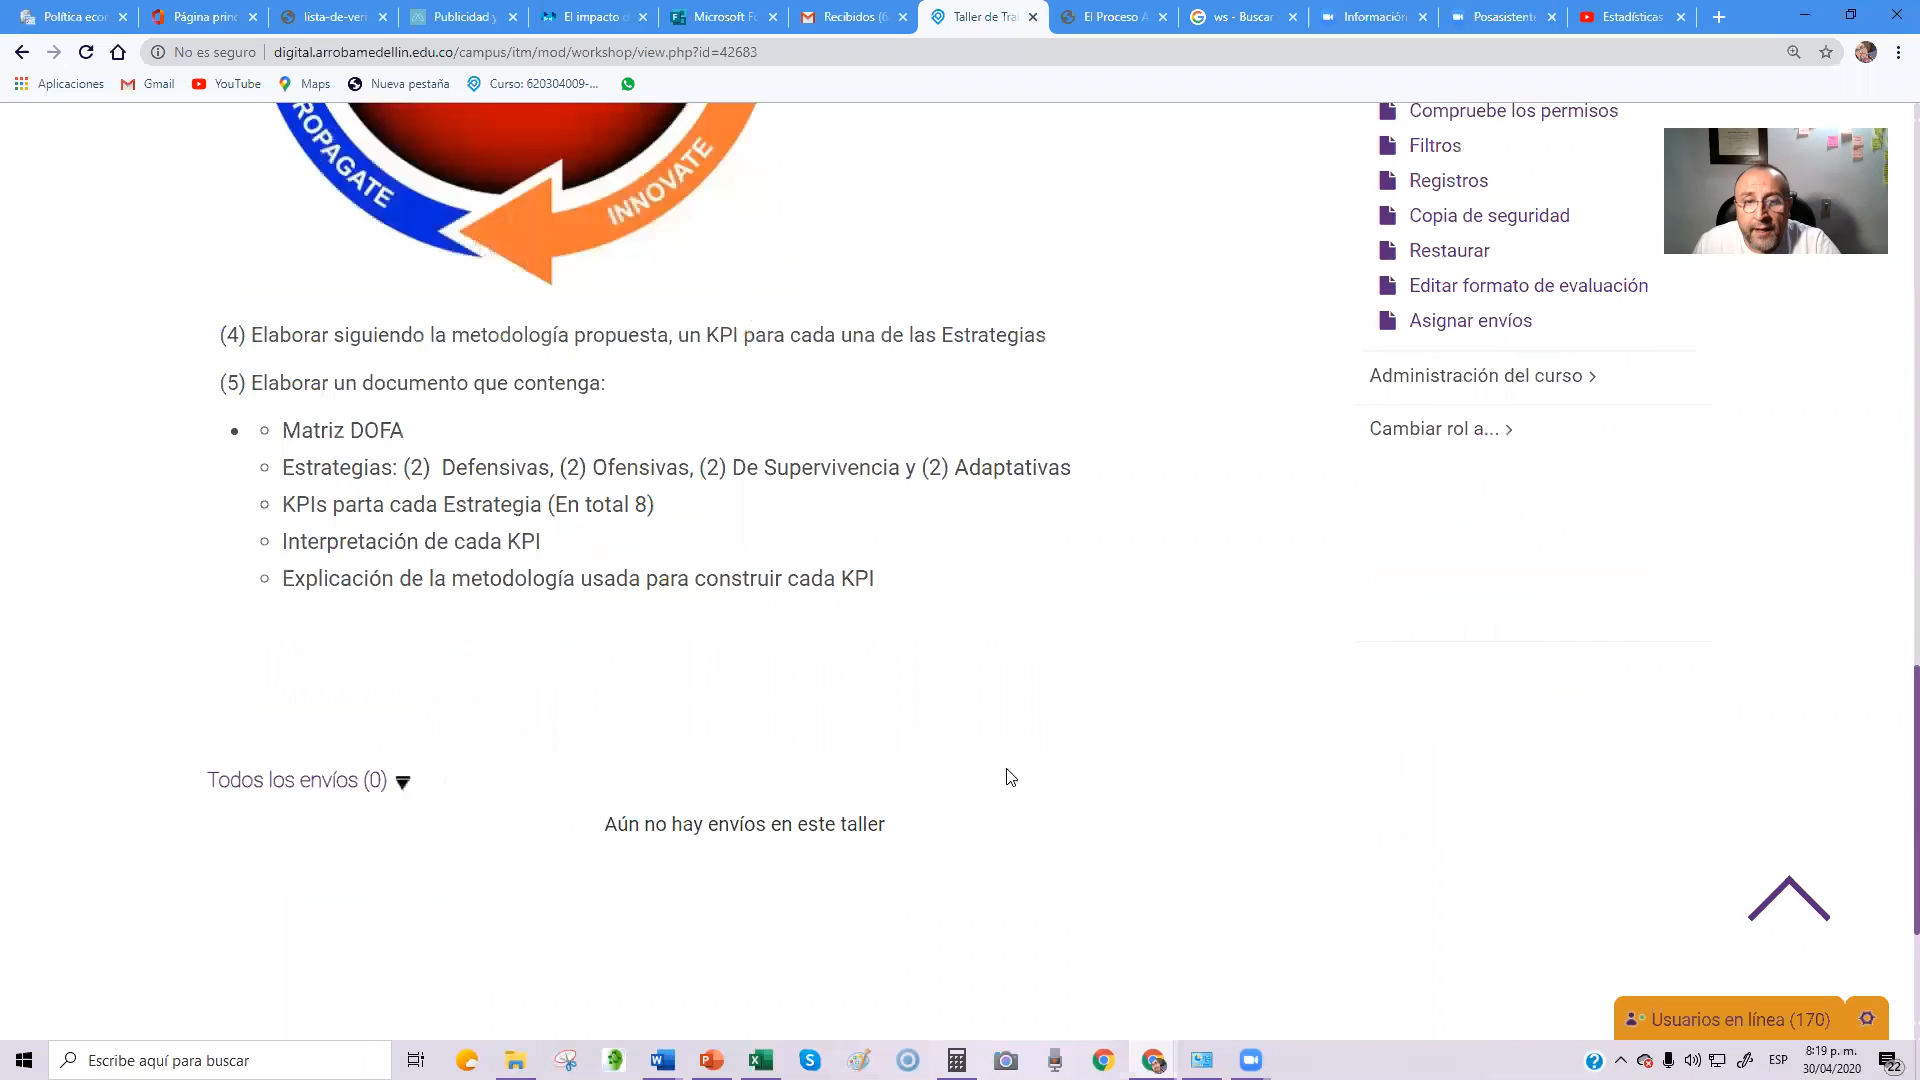 Política econ
Página princ
lista-de-veri
Publicidad y
El impacto d
Microsoft Fo
Recibidos (6
Taller de Tra
El Proceso A
ws - Buscar
Información
Posasistente
Estadísticas
No es seguro | digital.arrobamedellin.edu.co/campus/itm/mod/workshop/view.php?id=42683
Aplicaciones
Gmail
YouTube
Maps
Nueva pestaña
Curso: 620304009-...
PROPAGATE
INNOVATE
(4) Elaborar siguiendo la metodología propuesta, un KPI para cada una de las Estrategias
(5) Elaborar un documento que contenga:
Matriz DOFA
Estrategias: (2) Defensivas, (2) Ofensivas, (2) De Supervivencia y (2) Adaptativas
KPIs parta cada Estrategia (En total 8)
Interpretación de cada KPI
Explicación de la metodología usada para construir cada KPI
Todos los envíos (0)
Aún no hay envíos en este taller
Compruebe los permisos
Filtros
Registros
Copia de seguridad
Restaurar
Editar formato de evaluación
Asignar envíos
Administración del curso >
Cambiar rol a... >
Usuarios en línea (170)
Escribe aquí para buscar
ESP
8:19 p. m.
30/04/2020
22